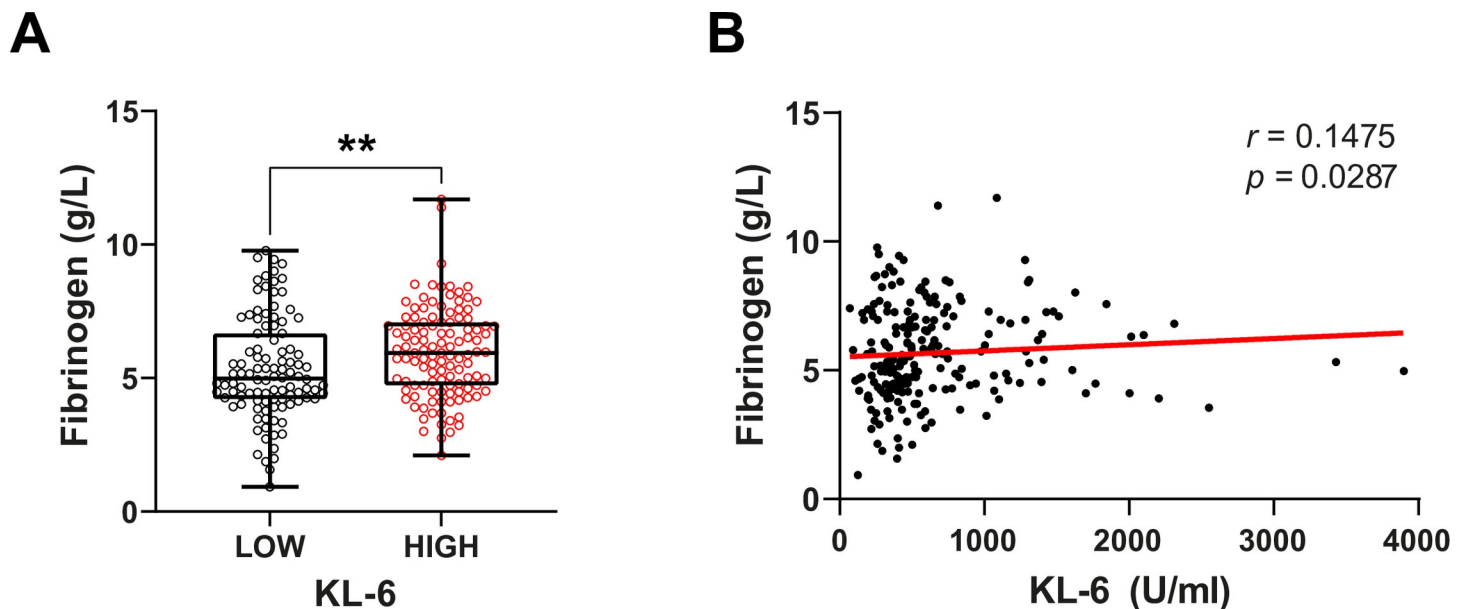 A
15
10
5
0
Fibrinogen (g/L)
**
LOW HIGH
KL-6
B
15
10
5
0
Fibrinogen (g/L)
r = 0.1475
p = 0.0287
0 1000 2000 3000 4000
KL-6 (U/ml)